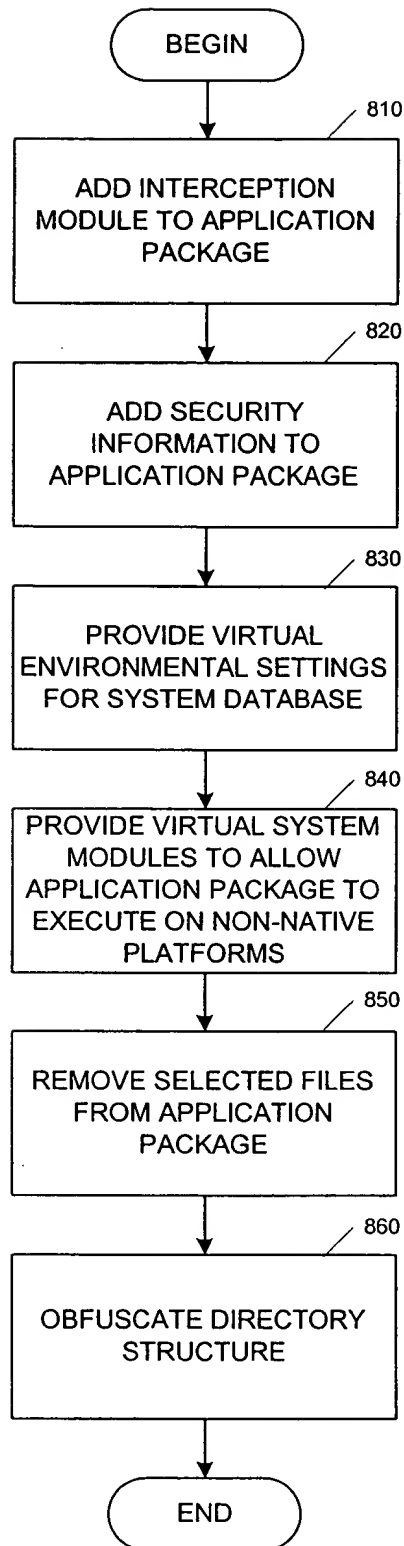 BEGIN
810
ADD INTERCEPTION
MODULE TO APPLICATION
PACKAGE
820
ADD SECURITY
INFORMATION TO
APPLICATION PACKAGE
830
PROVIDE VIRTUAL
ENVIRONMENTAL SETTINGS
FOR SYSTEM DATABASE
840
PROVIDE VIRTUAL SYSTEM
MODULES TO ALLOW
APPLICATION PACKAGE TO
EXECUTE ON NON-NATIVE
PLATFORMS
850
REMOVE SELECTED FILES
FROM APPLICATION
PACKAGE
860
OBFUSCATE DIRECTORY
STRUCTURE
END